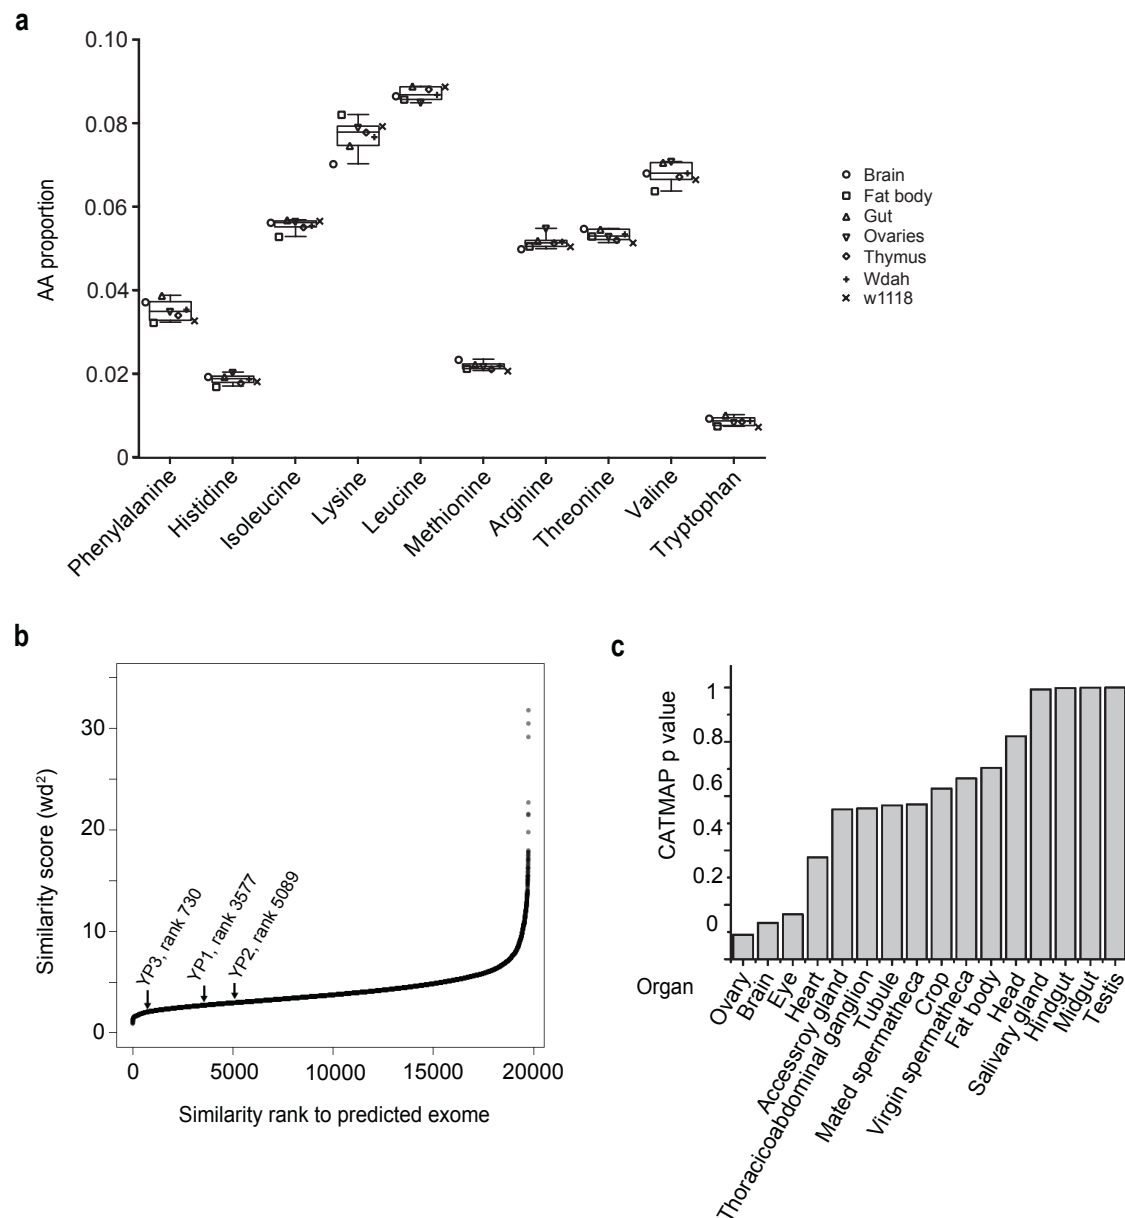 a
0.10
0.08
0.06
0.04
0.02
0
AA proportion
Phenylalanine
Histidine
Isoleucine
Lysine
Leucine
Methionine
Arginine
Threonine
Valine
Tryptophan
Brain
Fat body
Gut
Ovaries
Thymus
Wdah
w1118
b
Similarity score (wd²)
30
20
10
0
YP3, rank 730
YP1, rank 3577
YP2, rank 5089
0 5000 10000 15000 20000
Similarity rank to predicted exome
c
CATMAP p value
1
0.8
0.6
0.4
0.2
0
Organ
Ovary
Brain
Eye
Heart
Accessroy gland
Thoracicoabdominal ganglion
Tubule
Mated spermatheca
Crop
Virgin spermatheca
Fat body
Head
Salivary gland
Hindgut
Midgut
Testis